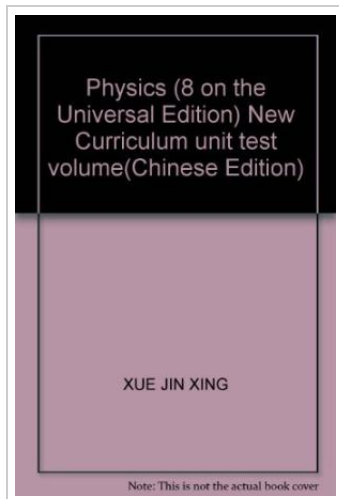 Physics (8 on the
Universal Edition) New
Curriculum unit test
volume(Chinese Edition)
XUE JIN XING
Note: This is not the actual book cover